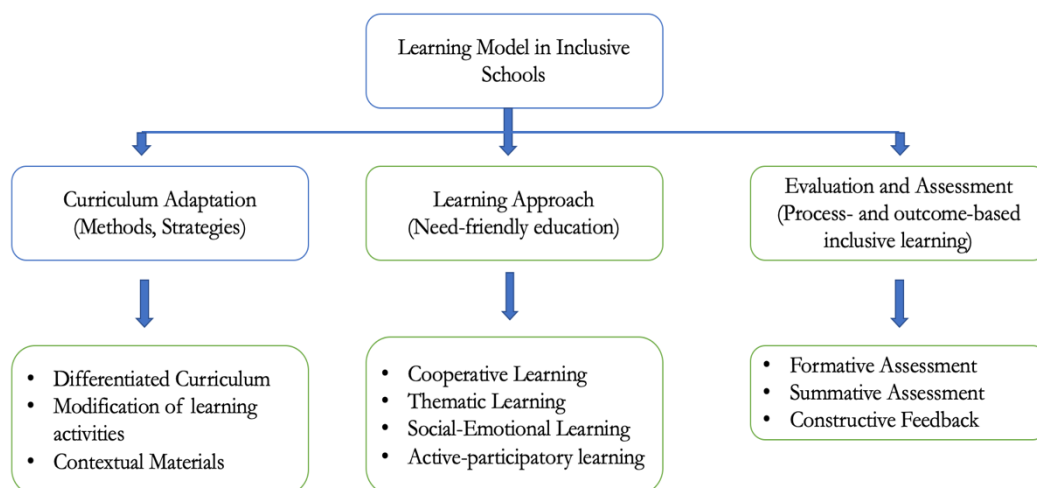 Learning Model in Inclusive
Schools
Curriculum Adaptation
(Methods, Strategies)
Learning Approach
(Need-friendly education)
Evaluation and Assessment
(Process- and outcome-based
inclusive learning)
• Differentiated Curriculum
• Modification of learning
activities
• Contextual Materials
• Cooperative Learning
• Thematic Learning
• Social-Emotional Learning
• Active-participatory learning
• Formative Assessment
• Summative Assessment
• Constructive Feedback